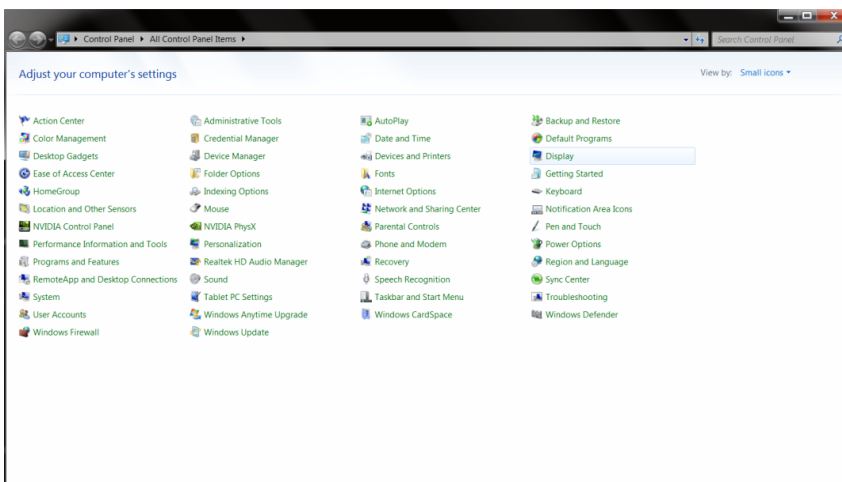 Control Panel All Control Panel Items Search Control Panel
Adjust your computer's settings View by: Small icons
Action Center Administrative Tools AutoPlay Backup and Restore
Color Management Credential Manager Date and Time Default Programs
Desktop Gadgets Device Manager Devices and Printers Display
Ease of Access Center Folder Options Fonts Getting Started
HomeGroup Indexing Options Internet Options Keyboard
Location and Other Sensors Mouse Network and Sharing Center Notification Area Icons
NVIDIA Control Panel NVIDIA PhysX Parental Controls Pen and Touch
Performance Information and Tools Personalization Phone and Modem Power Options
Programs and Features Realtek HD Audio Manager Recovery Region and Language
RemoteApp and Desktop Connections Sound Speech Recognition Sync Center
System Tablet PC Settings Taskbar and Start Menu Troubleshooting
User Accounts Windows Anytime Upgrade Windows CardSpace Windows Defender
Windows Firewall Windows Update